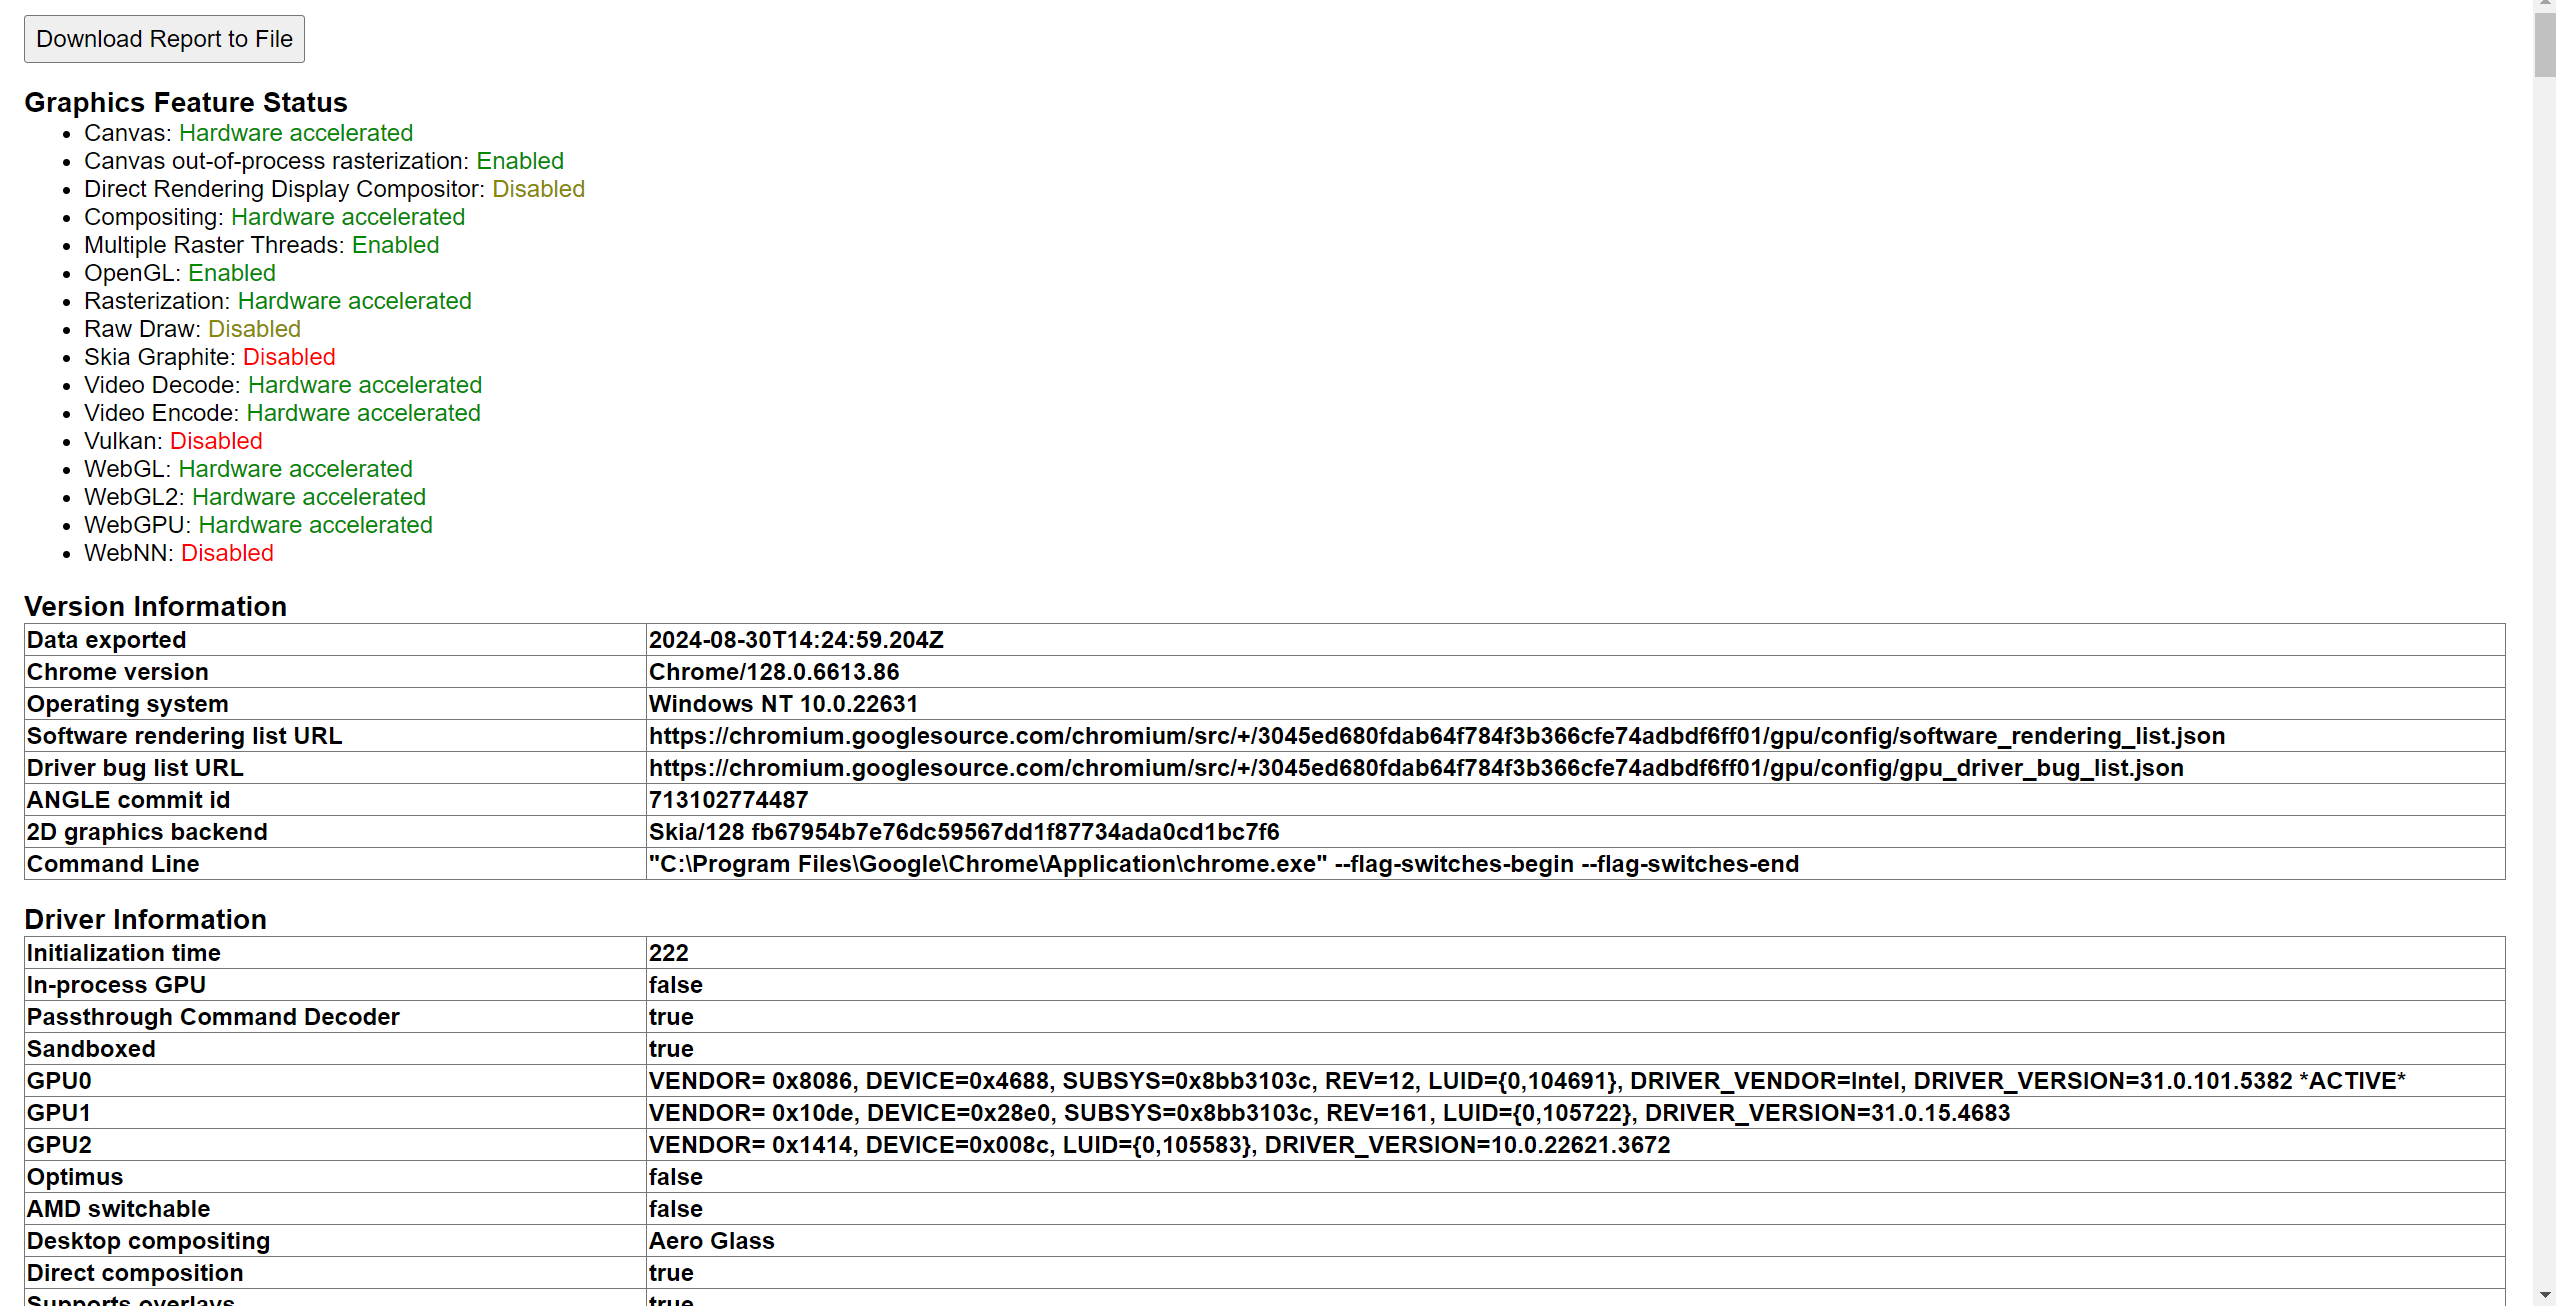 Download Report to File
Graphics Feature Status
Canvas: Hardware accelerated
Canvas out-of-process rasterization: Enabled
Direct Rendering Display Compositor: Disabled
Compositing: Hardware accelerated
Multiple Raster Threads: Enabled
OpenGL: Enabled
Rasterization: Hardware accelerated
Raw Draw: Disabled
Skia Graphite: Disabled
Video Decode: Hardware accelerated
Video Encode: Hardware accelerated
Vulkan: Disabled
WebGL: Hardware accelerated
WebGL2: Hardware accelerated
WebGPU: Hardware accelerated
WebNN: Disabled
Version Information
Data exported 2024-08-30T14:24:59.204Z
Chrome version Chrome/128.0.6613.86
Operating system Windows NT 10.0.22631
Software rendering list URL https://chromium.googlesource.com/chromium/src/+/3045ed680fdab64f784f3b366cfe74adbdf6ff01/gpu/config/software_rendering_list.json
Driver bug list URL https://chromium.googlesource.com/chromium/src/+/3045ed680fdab64f784f3b366cfe74adbdf6ff01/gpu/config/gpu_driver_bug_list.json
ANGLE commit id 713102774487
2D graphics backend Skia/128 fb67954b7e76dc59567dd1f87734ada0cd1bc7f6
Command Line "C:\Program Files\Google\Chrome\Application\chrome.exe" --flag-switches-begin --flag-switches-end
Driver Information
Initialization time 222
In-process GPU false
Passthrough Command Decoder true
Sandboxed true
GPU0 VENDOR= 0x8086, DEVICE=0x4688, SUBSYS=0x8bb3103c, REV=12, LUID={0,104691}, DRIVER_VENDOR=Intel, DRIVER_VERSION=31.0.101.5382 *ACTIVE*
GPU1 VENDOR= 0x10de, DEVICE=0x28e0, SUBSYS=0x8bb3103c, REV=161, LUID={0,105722}, DRIVER_VERSION=31.0.15.4683
GPU2 VENDOR= 0x1414, DEVICE=0x008c, LUID={0,105583}, DRIVER_VERSION=10.0.22621.3672
Optimus false
AMD switchable false
Desktop compositing Aero Glass
Direct composition true
Supports overlays true